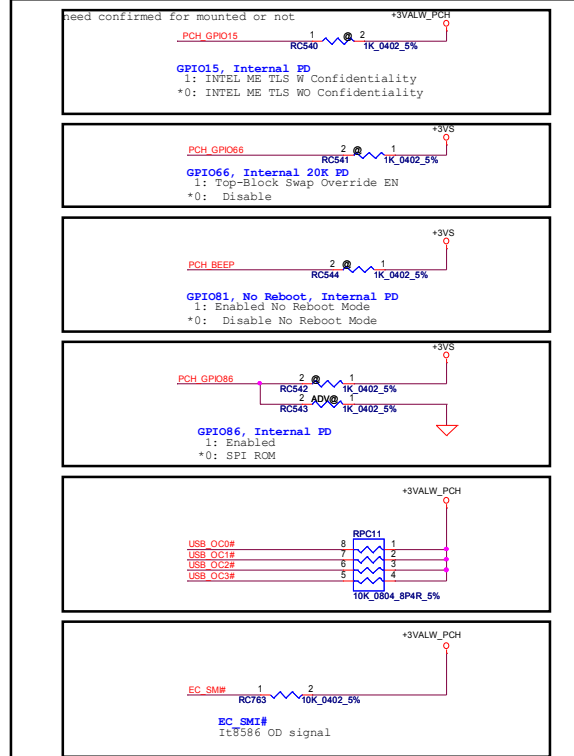 need confirmed for mounted or not
+3VALW_PCH
PCH_GPIO15 1 @ 2
RC540 1K_0402_5%
GPIO15, Internal PD
1: INTEL ME TLS W Confidentiality
*0: INTEL ME TLS WO Confidentiality
+3VS
PCH_GPIO66 2 @ 1
RC541 1K_0402_5%
GPIO66, Internal 20K PD
1: Top-Block Swap Override EN
*0: Disable
+3VS
PCH_BEEP 2 @ 1
RC544 1K_0402_5%
GPIO81, No Reboot, Internal PD
1: Enabled No Reboot Mode
*0: Disable No Reboot Mode
+3VS
PCH_GPIO86 2 @ 1
RC542 1K_0402_5%
2 ADV@ 1
RC543 1K_0402_5%
GPIO86, Internal PD
1: Enabled
*0: SPI ROM
+3VALW_PCH
RPC11
USB_OC0# 8 1
USB_OC1# 7 2
USB_OC2# 6 3
USB_OC3# 5 4
10K_0804_8P4R_5%
+3VALW_PCH
EC_SMI# 1 2
RC763 10K_0402_5%
EC_SMI#
It8586 OD signal